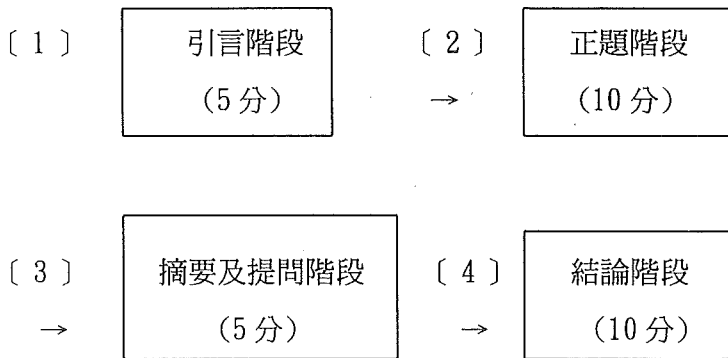 〔 1 〕 引言階段 〔 2 〕 正題階段
(5 分) → (10 分)
〔 3 〕 摘要及提問階段 〔 4 〕 結論階段
→ (5 分) → (10 分)